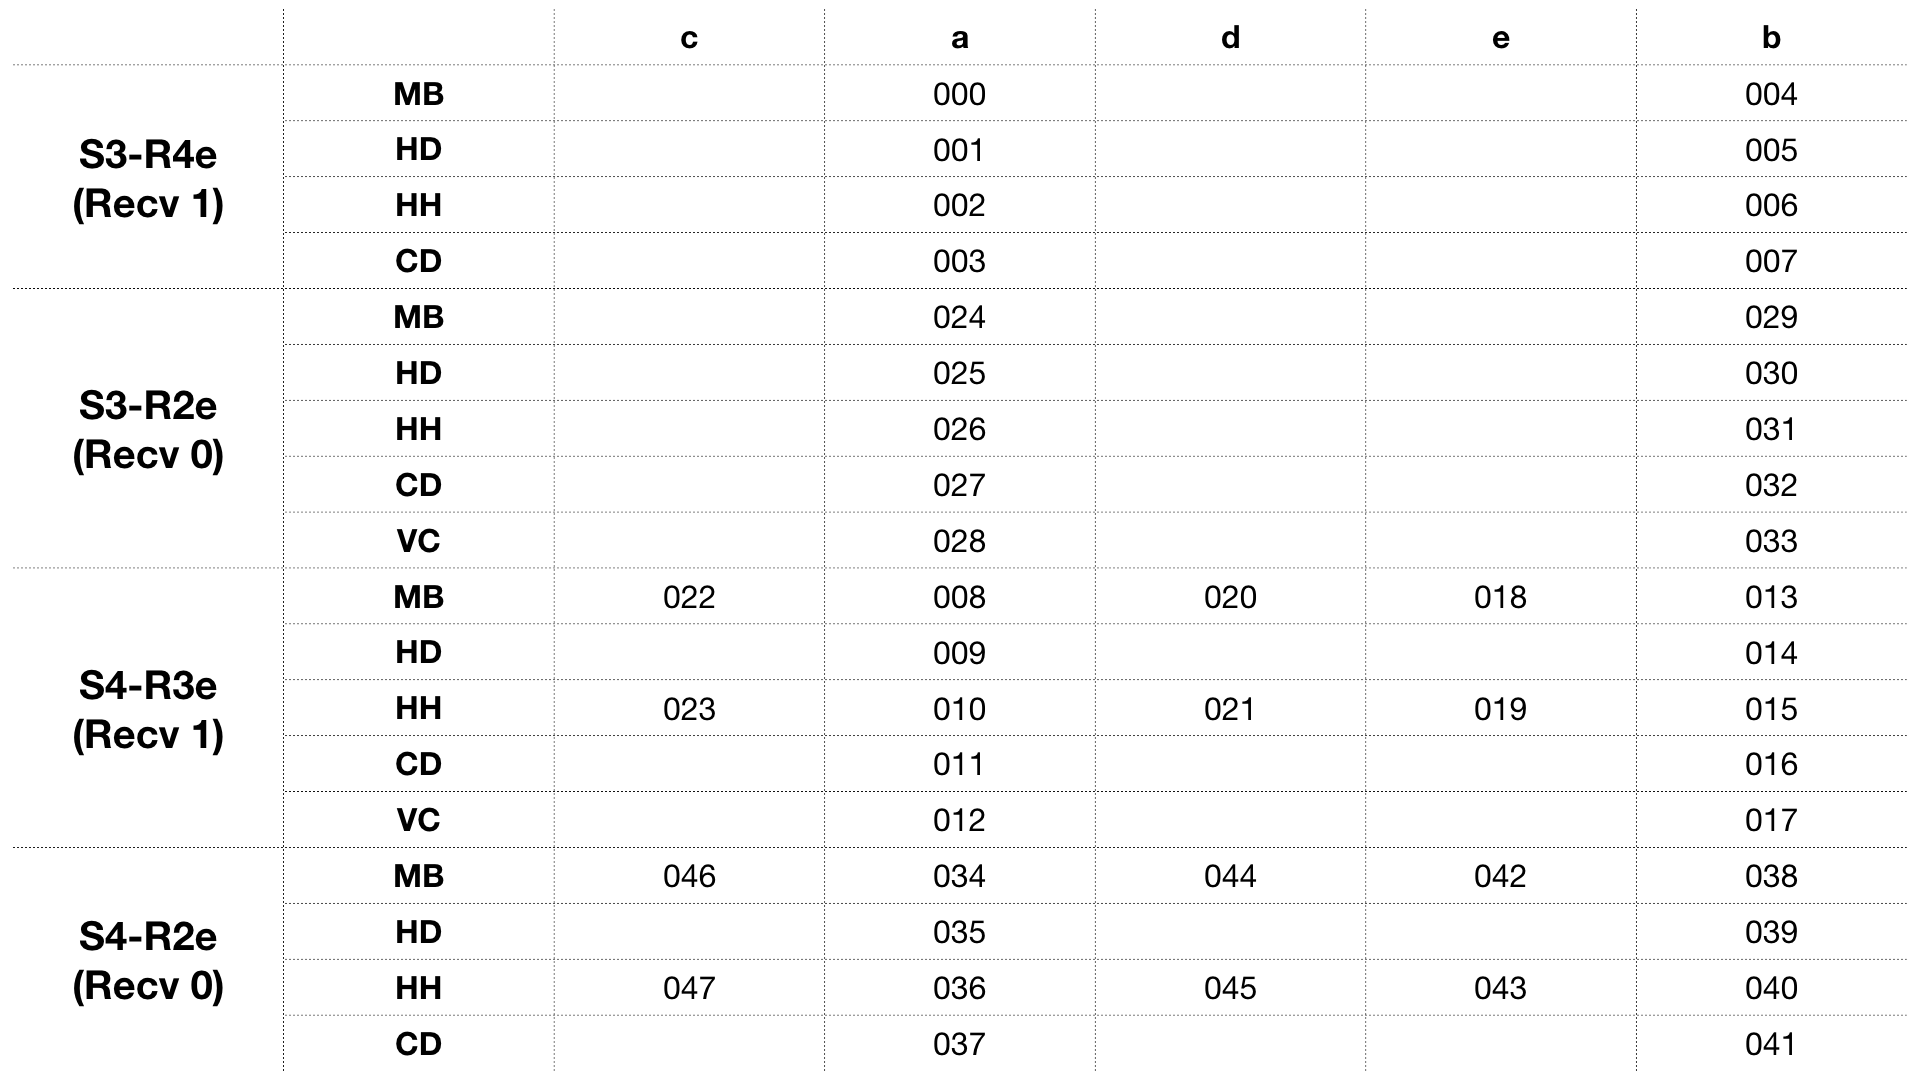 c a d e b
S3-R4e
(Recv 1)
MB 000 004
HD 001 005
HH 002 006
CD 003 007
S3-R2e
(Recv 0)
MB 024 029
HD 025 030
HH 026 031
CD 027 032
VC 028 033
S4-R3e
(Recv 1)
MB 022 008 020 018 013
HD 009 014
HH 023 010 021 019 015
CD 011 016
VC 012 017
S4-R2e
(Recv 0)
MB 046 034 044 042 038
HD 035 039
HH 047 036 045 043 040
CD 037 041